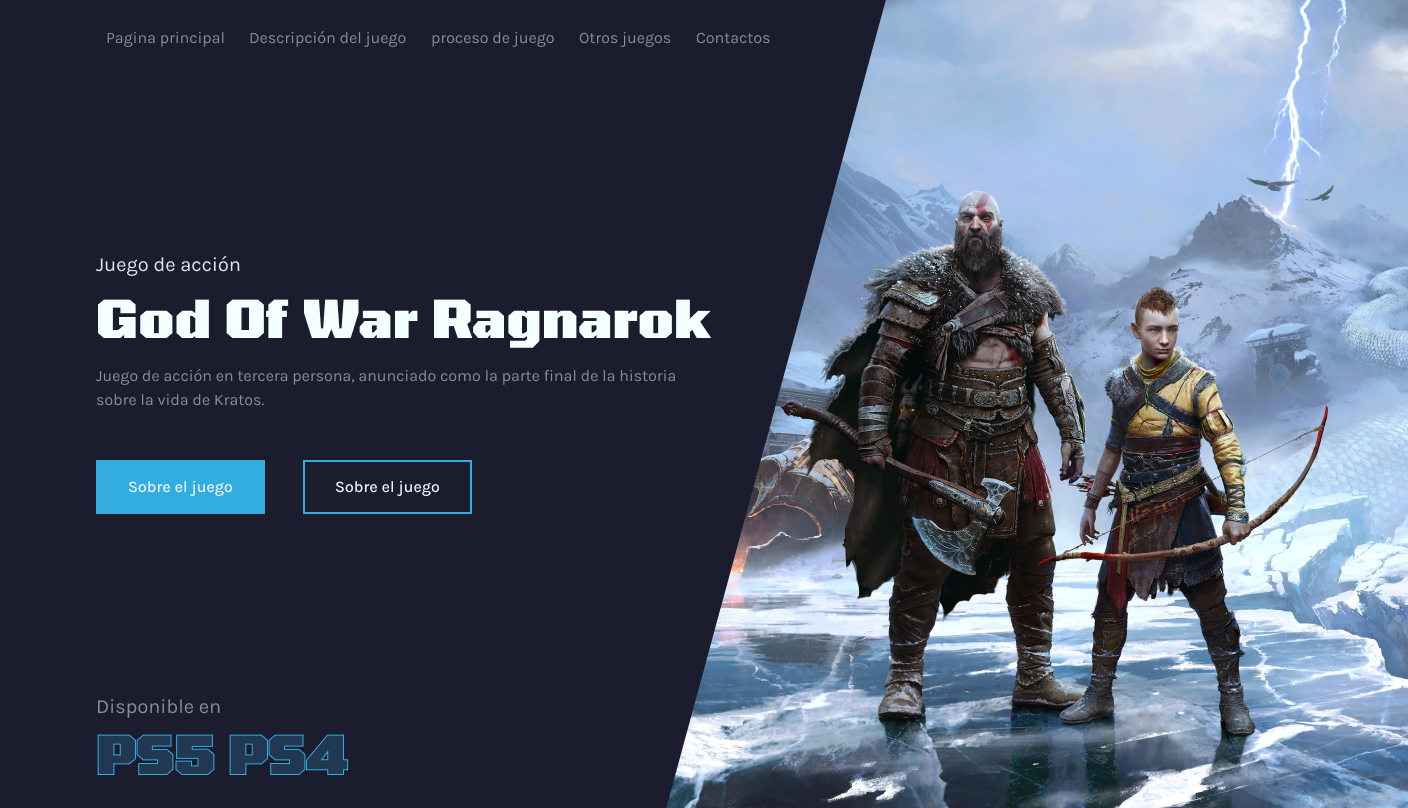 Pagina principal Descripción del juego proceso de juego Otros juegos Contactos
Juego de acción
God Of War Ragnarok
Juego de acción en tercera persona, anunciado como la parte final de la historia
sobre la vida de Kratos.
Sobre el juego Sobre el juego
Disponible en
PS5 PS4